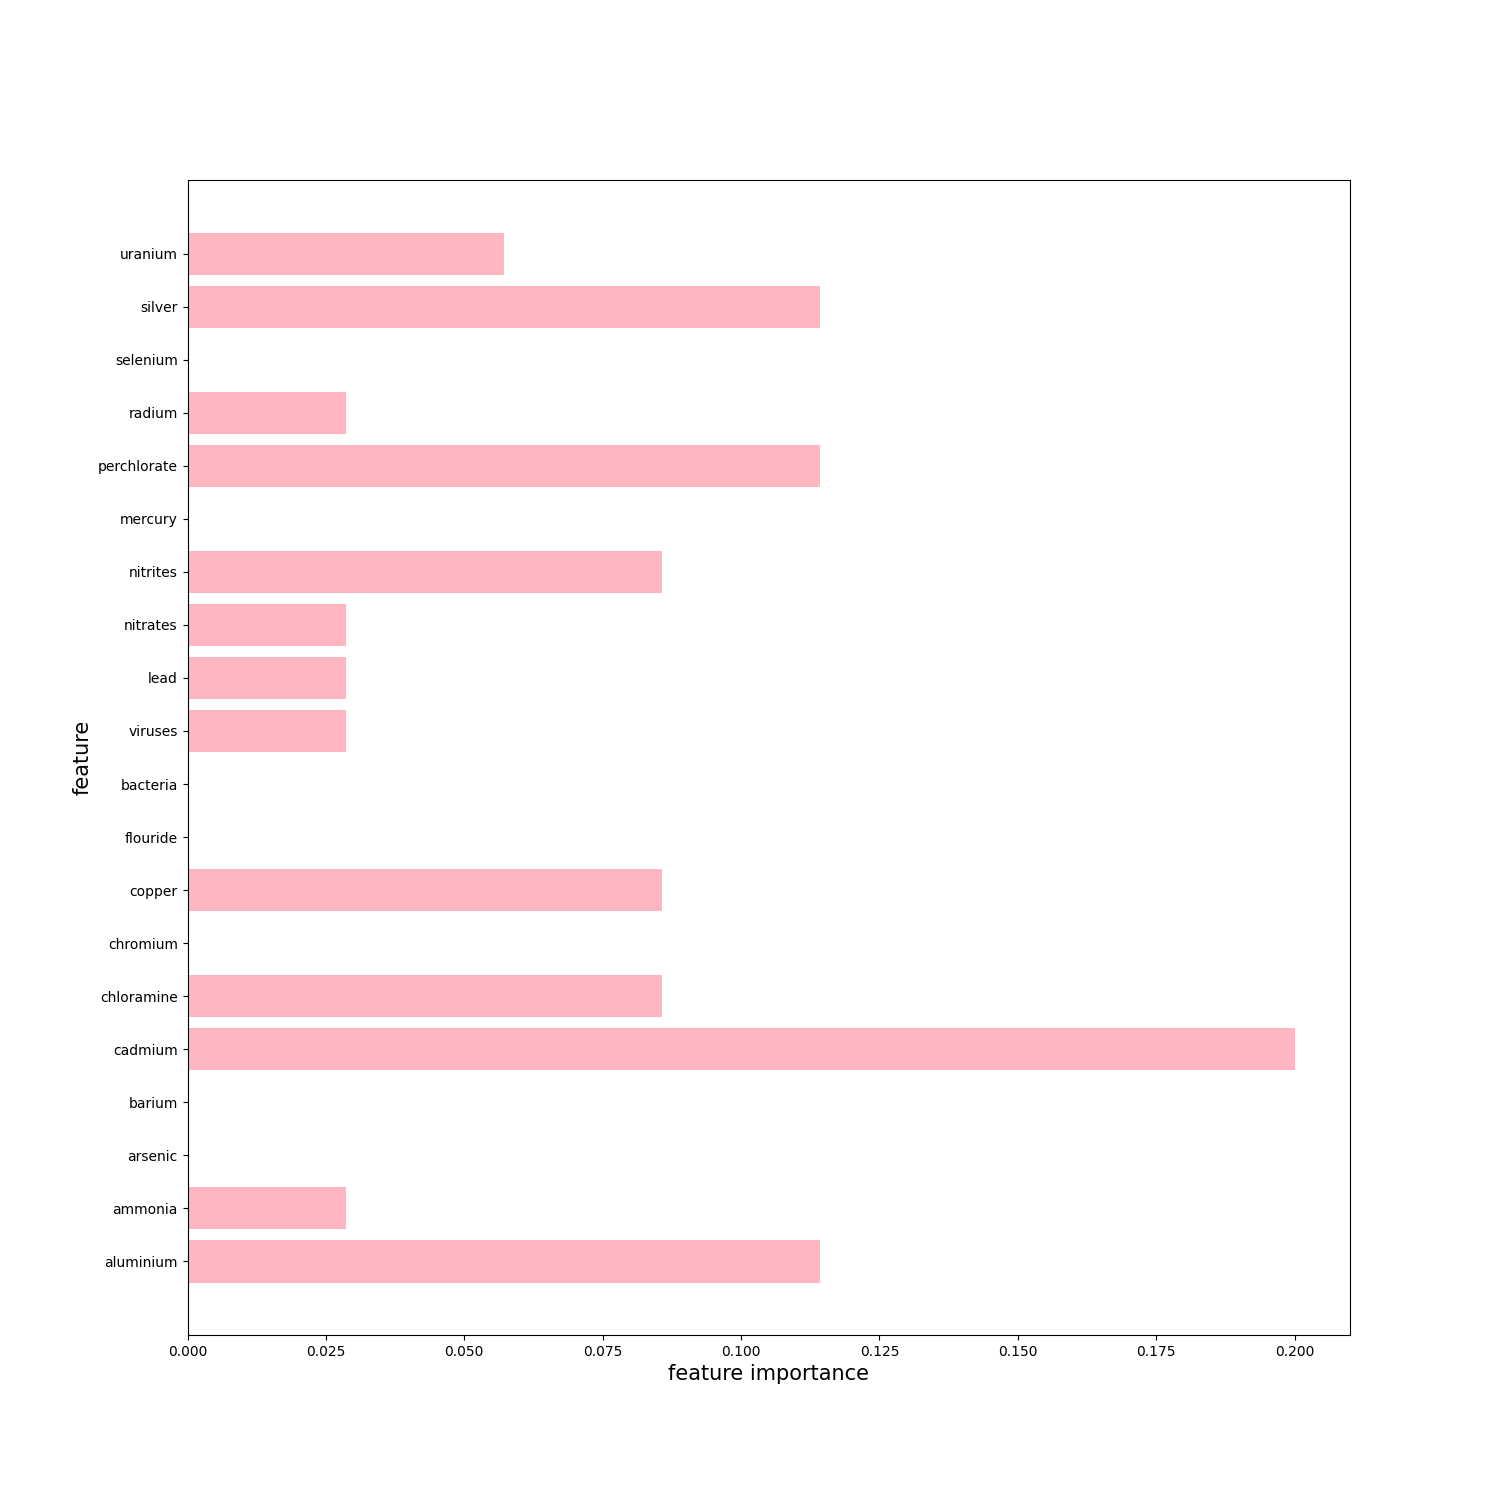 uranium
silver
selenium
radium
perchlorate
mercury
nitrites
nitrates
lead
viruses
bacteria
flouride
copper
chromium
chloramine
cadmium
barium
arsenic
ammonia
aluminium
feature
0.000 0.025 0.050 0.075 0.100 0.125 0.150 0.175 0.200
feature importance